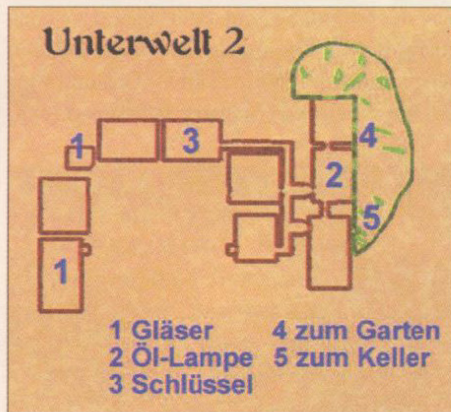 Unterwelt 2
1 3
4
2
1 5
1 Gläser 4 zum Garten
2 Öl-Lampe 5 zum Keller
3 Schlüssel